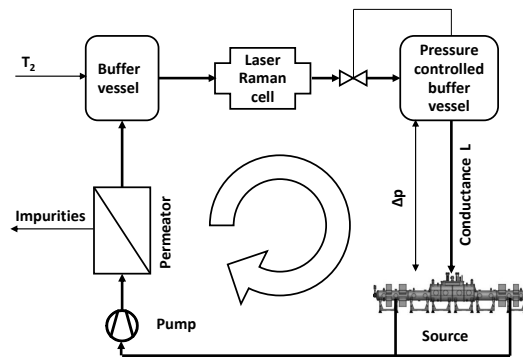 T2
Buffer
vessel
Laser
Raman
cell
Pressure
controlled
buffer
vessel
Δp
Conductance L
Impurities
Permeator
Pump
Source